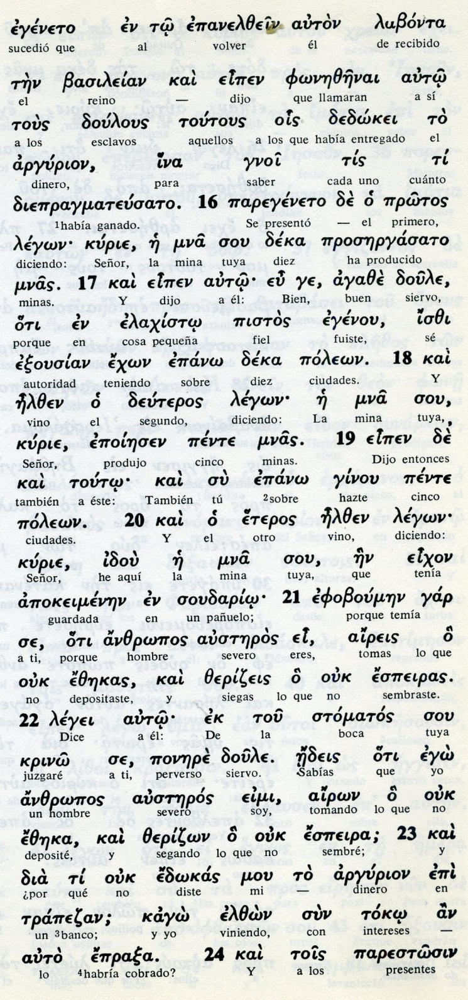 ἐγένετο ἐν τῷ ἐπανελθεῖν αὐτὸν λαβόντα
sucedió que al volver él de recibido
τὴν βασιλείαν καὶ εἶπεν φωνηθῆναι αὐτῷ
el reino — dijo que llamaran a sí
τοὺς δούλους τούτους οἷς δεδώκει τὸ
a los esclavos aquellos a los que había entregado el
ἀργύριον, ἵνα γνοῖ τίς τί
dinero, para saber cada uno cuánto
διεπραγματεύσατο. 16 παρεγένετο δὲ ὁ πρῶτος
1había ganado. Se presentó — el primero,
λέγων· κύριε, ἡ μνᾶ σου δέκα προσηργάσατο
diciendo: Señor, la mina tuya diez ha producido
μνᾶς. 17 καὶ εἶπεν αὐτῷ· εὖ γε, ἀγαθὲ δοῦλε,
minas. Y dijo a él: Bien, buen siervo,
ὅτι ἐν ἐλαχίστῳ πιστὸς ἐγένου, ἴσθι
porque en cosa pequeña fiel fuiste, sé
ἐξουσίαν ἔχων ἐπάνω δέκα πόλεων. 18 καὶ
autoridad teniendo sobre diez ciudades. Y
ἦλθεν ὁ δεύτερος λέγων· ἡ μνᾶ σου,
vino el segundo, diciendo: La mina tuya,
κύριε, ἐποίησεν πέντε μνᾶς. 19 εἶπεν δὲ
Señor, produjo cinco minas. Dijo entonces
καὶ τούτῳ· καὶ σὺ ἐπάνω γίνου πέντε
también a éste: También tú 2sobre hazte cinco
πόλεων. 20 καὶ ὁ ἕτερος ἦλθεν λέγων·
ciudades. Y el otro vino, diciendo:
κύριε, ἰδοὺ ἡ μνᾶ σου, ἣν εἶχον
Señor, he aquí la mina tuya, que tenía
ἀποκειμένην ἐν σουδαρίῳ· 21 ἐφοβούμην γάρ
guardada en un pañuelo; porque temía
σε, ὅτι ἄνθρωπος αὐστηρὸς εἶ, αἴρεις ὃ
a ti, porque hombre severo eres, tomas lo que
οὐκ ἔθηκας, καὶ θερίζεις ὃ οὐκ ἔσπειρας.
no depositaste, y siegas lo que no sembraste.
22 λέγει αὐτῷ· ἐκ τοῦ στόματός σου
Dice a él: De la boca tuya
κρινῶ σε, πονηρὲ δοῦλε. ᾔδεις ὅτι ἐγὼ
juzgaré a ti, perverso siervo. Sabías que yo
ἄνθρωπος αὐστηρός εἰμι, αἴρων ὃ οὐκ
un hombre severo soy, tomando lo que no
ἔθηκα, καὶ θερίζων ὃ οὐκ ἔσπειρα; 23 καὶ
deposité, y segando lo que no sembré; y
διὰ τί οὐκ ἔδωκάς μου τὸ ἀργύριον ἐπὶ
¿por qué no diste mi — dinero en
τράπεζαν; κἀγὼ ἐλθὼν σὺν τόκῳ ἂν
un 3banco; y yo viniendo, con intereses
αὐτὸ ἔπραξα. 24 καὶ τοῖς παρεστῶσιν
lo 4habría cobrado? Y a los presentes